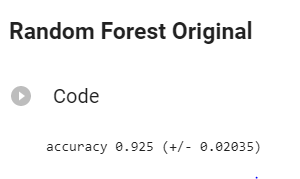 Random Forest Original
Code
accuracy 0.925 (+/- 0.02035)